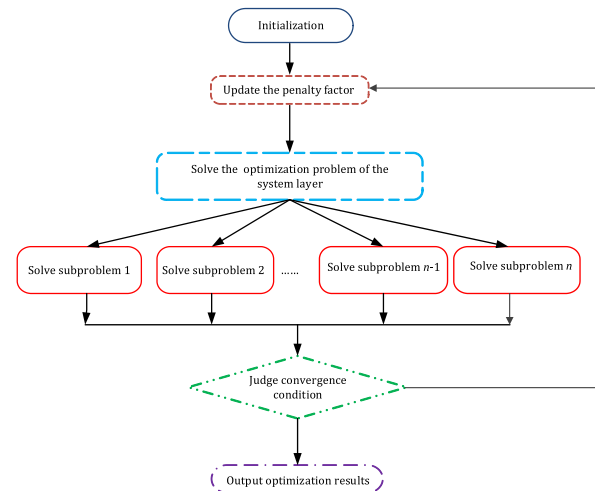 Initialization
Update the penalty factor
Solve the optimization problem of the
system layer
Solve subproblem 1
Solve subproblem 2
......
Solve subproblem n-1
Solve subproblem n
Judge convergence
condition
Output optimization results